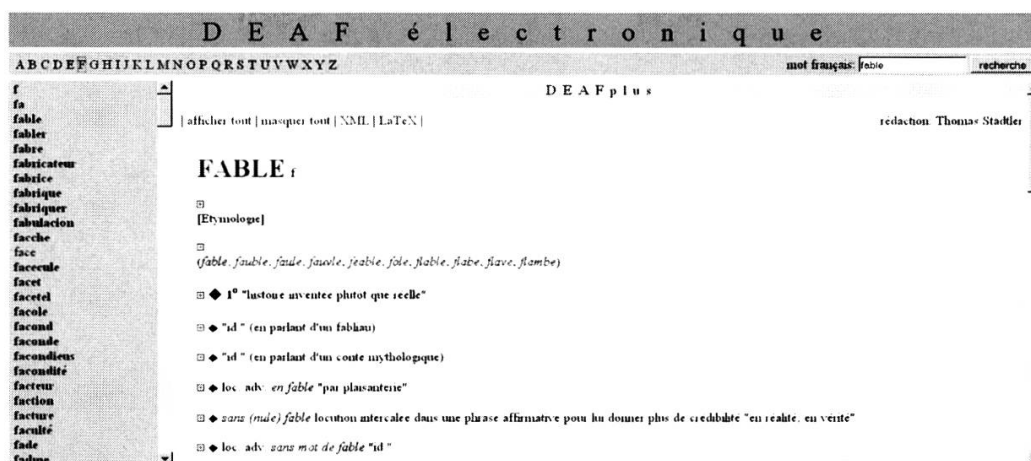 DEAF électronique
ABCDEFGHIJKLMNOPQRSTUVWXYZ
mot français: fable recherche
f
fa
fable
fabler
fabre
fabricateur
fabrice
fabrique
fabriquer
fabulacion
facche
face
facecule
facet
facetel
facole
facond
faconde
facondieus
facondité
facteur
faction
facture
faculté
fade
DEAFplus
| afficher tout | masquer tout | XML | LaTeX |
rédaction: Thomas Stadtler
FABLE f
[Etymologie]
(fable, fauble, faule, fauvle, feable, fole, flable, flabe, flave, flambe)
◆ 1° "histoire inventée plutôt que réelle"
◆ "id." (en parlant d'un fabliau)
◆ "id." (en parlant d'un conte mythologique)
◆ loc. adv. en fable "par plaisanterie"
◆ sans (nule) fable locution intercalée dans une phrase affirmative pour lui donner plus de crédibilité "en réalité, en vérité"
◆ loc. adv. sans mot de fable "id."